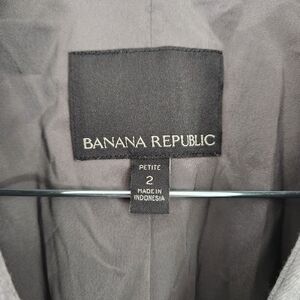 BANANA REPUBLIC
PETITE
2
MADE IN
INDONESIA